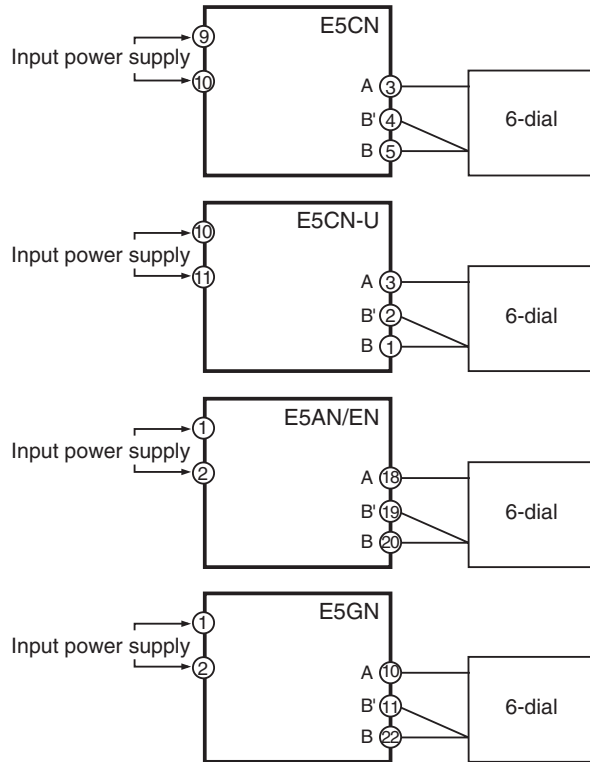 E5CN
9
Input power supply
10
A 3
B' 4
B 5
6-dial
E5CN-U
10
Input power supply
11
A 3
B' 2
B 1
6-dial
E5AN/EN
1
Input power supply
2
A 18
B' 19
B 20
6-dial
E5GN
1
Input power supply
2
A 10
B' 11
B 22
6-dial